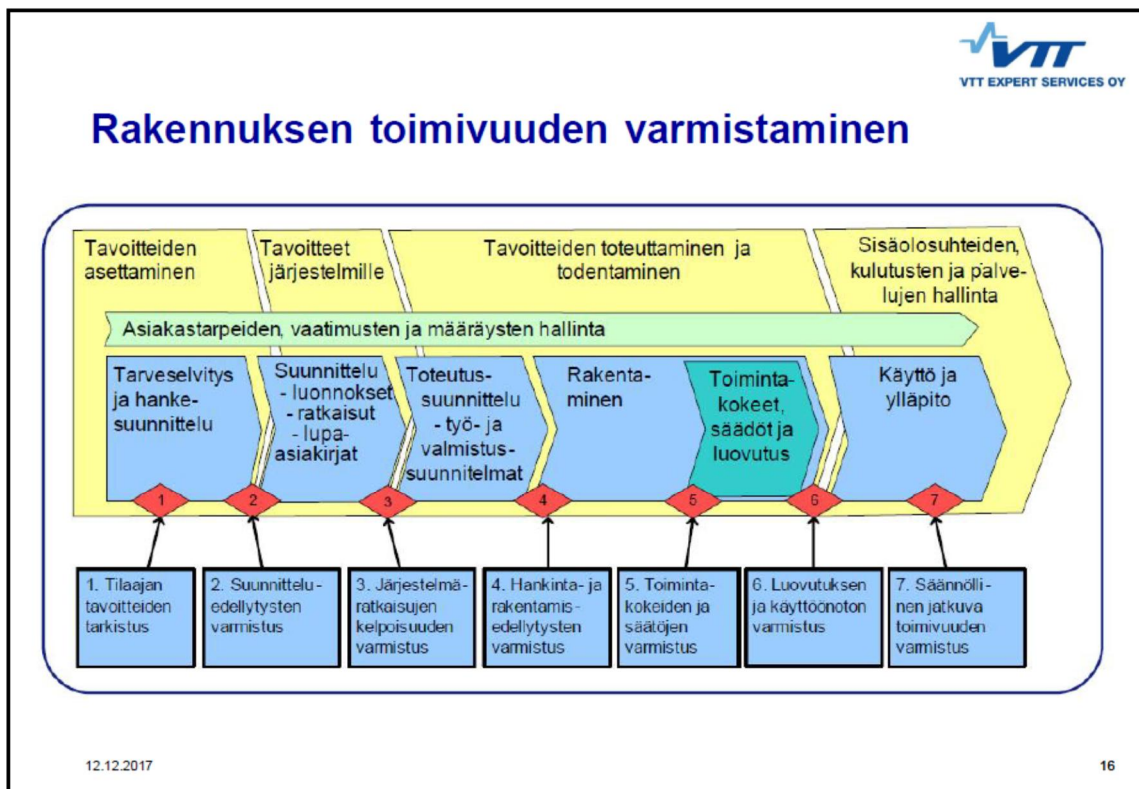 VTT
VTT EXPERT SERVICES OY
Rakennuksen toimivuuden varmistaminen
Tavoitteiden
asettaminen
Tavoitteet
järjestelmille
Tavoitteiden toteuttaminen ja
todentaminen
Sisäolosuhteiden,
kulutusten ja palve-
lujen hallinta
Asiakastarpeiden, vaatimusten ja määräysten hallinta
Tarveselvitys
ja hanke-
suunnittelu
Suunnittelu
- luonnokset
- ratkaisut
- lupa-
asiakirjat
Toteutus-
suunnittelu
- työ- ja
valmistus-
suunnitelmat
Rakenta-
minen
Toiminta-
kokeet,
säädöt ja
luovutus
Käyttö ja
ylläpito
1
2
3
4
5
6
7
1. Tilaajan
tavoitteiden
tarkistus
2. Suunnittelu-
edellytysten
varmistus
3. Järjestelmä-
ratkaisujen
kelpoisuuden
varmistus
4. Hankinta- ja
rakentamis-
edellytysten
varmistus
5. Toiminta-
kokeiden ja
säätöjen
varmistus
6. Luovutuksen
ja käyttöönoton
varmistus
7. Säännölli-
nen jatkuva
toimivuuden
varmistus
12.12.2017
16